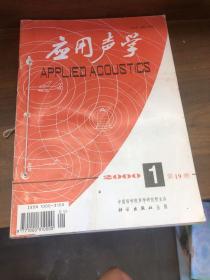 应用声学
APPLIED ACOUSTICS
2000 1 第19卷
ISSN 1000-310X
中国科学院声学研究所主办
科学出版社出版